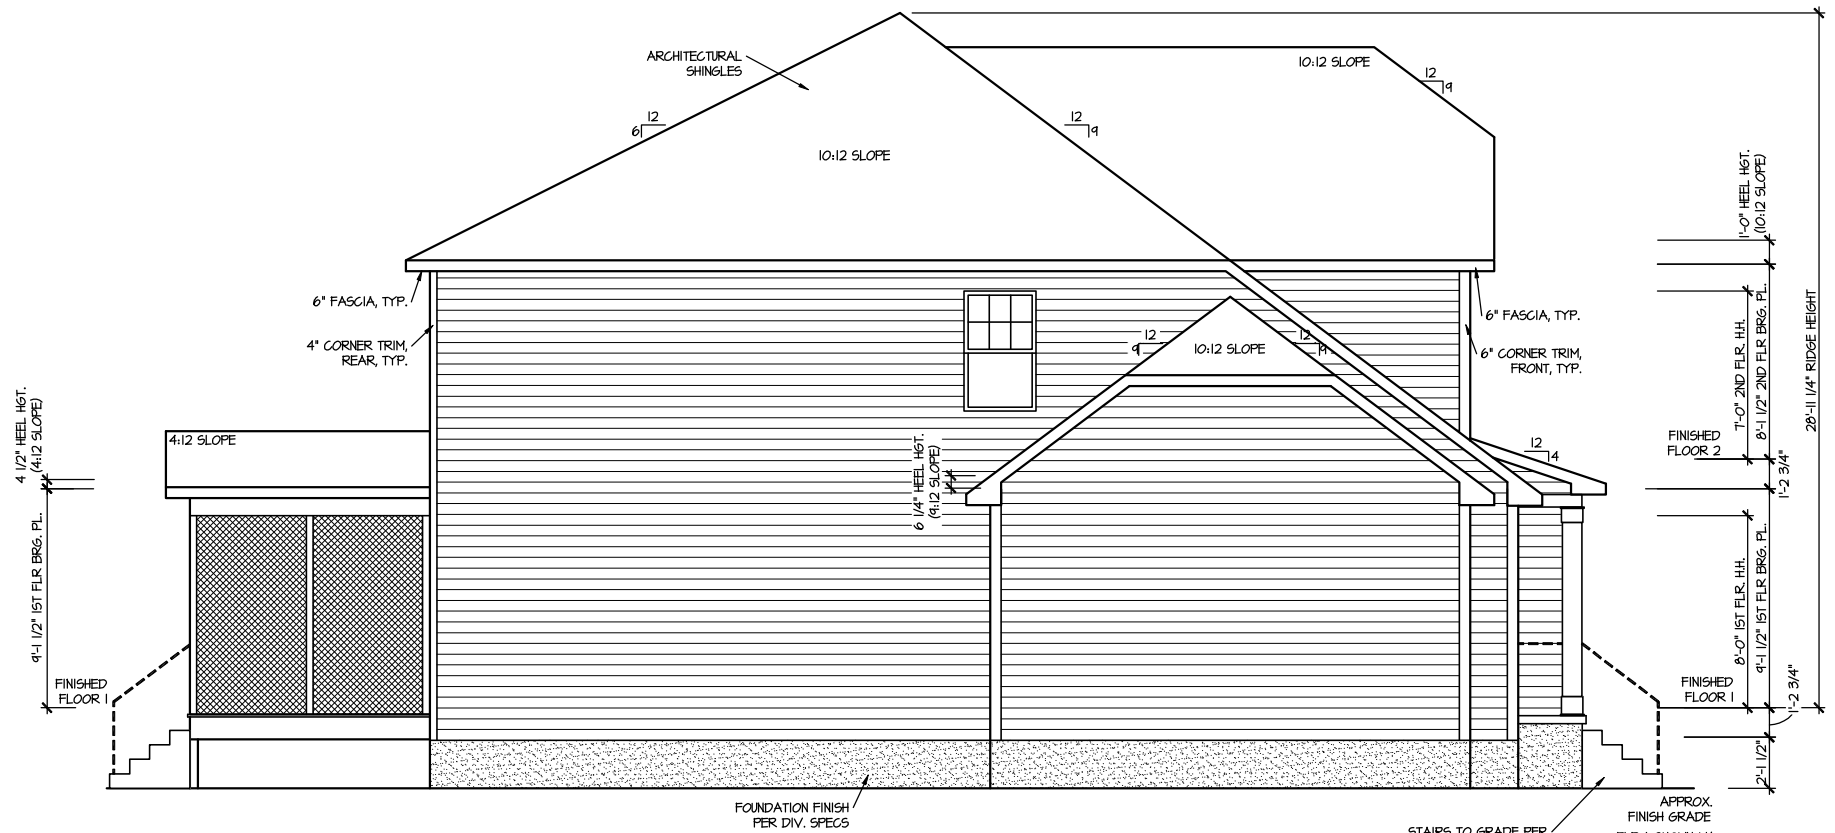 ARCHITECTURAL
SHINGLES
10:12 SLOPE
12
9
12
6
12
9
10:12 SLOPE
1'-0" HEEL HGT.
(10:12 SLOPE)
6" FASCIA, TYP.
4" CORNER TRIM,
REAR, TYP.
12
9
10:12 SLOPE
12
9
6" FASCIA, TYP.
6" CORNER TRIM,
FRONT, TYP.
7'-0" 2ND FLR. H.H.
8'-1 1/2" 2ND FLR BRG. PL.
28'-11 1/4" RIDGE HEIGHT
4 1/2" HEEL HGT.
(4:12 SLOPE)
4:12 SLOPE
6 1/4" HEEL HGT.
(9:12 SLOPE)
12
4
FINISHED
FLOOR 2
1'-2 3/4"
9'-1 1/2" 1ST FLR BRG. PL.
8'-0" 1ST FLR. H.H.
9'-1 1/2" 1ST FLR BRG. PL.
FINISHED
FLOOR 1
FINISHED
FLOOR 1
1'-2 3/4"
2'-1 1/2"
FOUNDATION FINISH
PER DIV. SPECS
STAIRS TO GRADE PER
APPROX.
FINISH GRADE